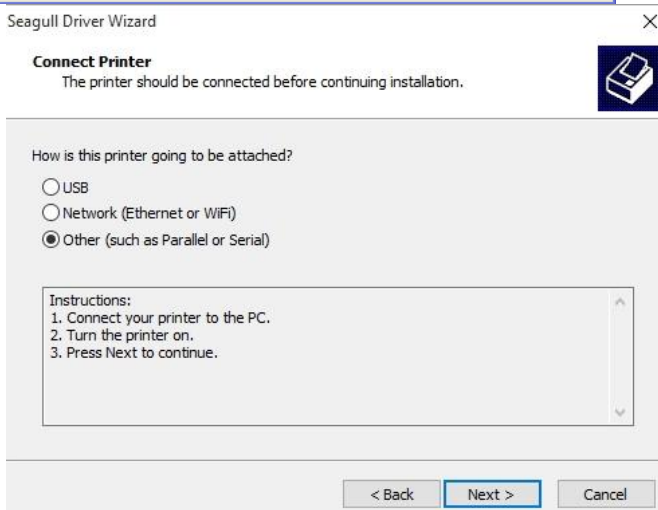 Seagull Driver Wizard
Connect Printer
The printer should be connected before continuing installation.
How is this printer going to be attached?
USB
Network (Ethernet or WiFi)
Other (such as Parallel or Serial)
Instructions:
1. Connect your printer to the PC.
2. Turn the printer on.
3. Press Next to continue.
< Back
Next >
Cancel